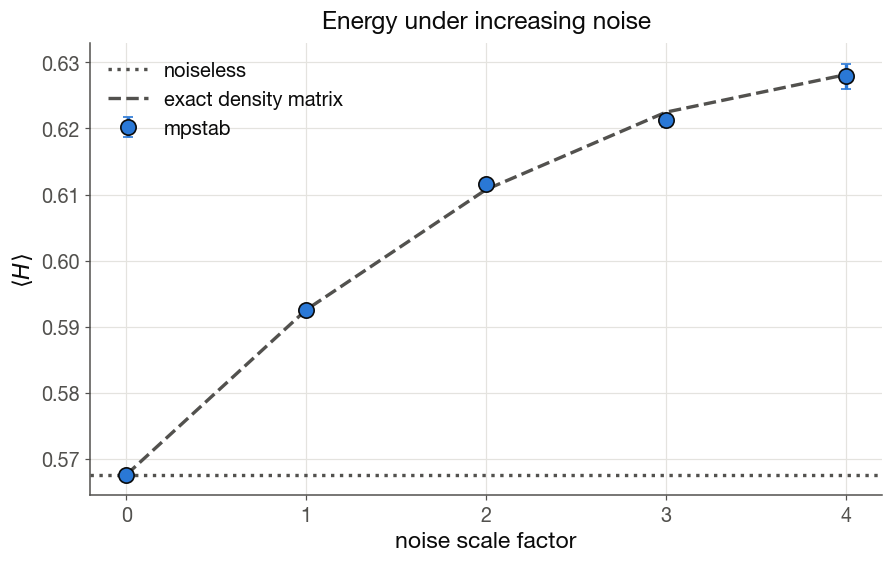 Energy under increasing noise
noiseless
exact density matrix
mpstab
0.63
0.62
0.61
0.60
0.59
0.58
0.57
⟨H⟩
0 1 2 3 4
noise scale factor